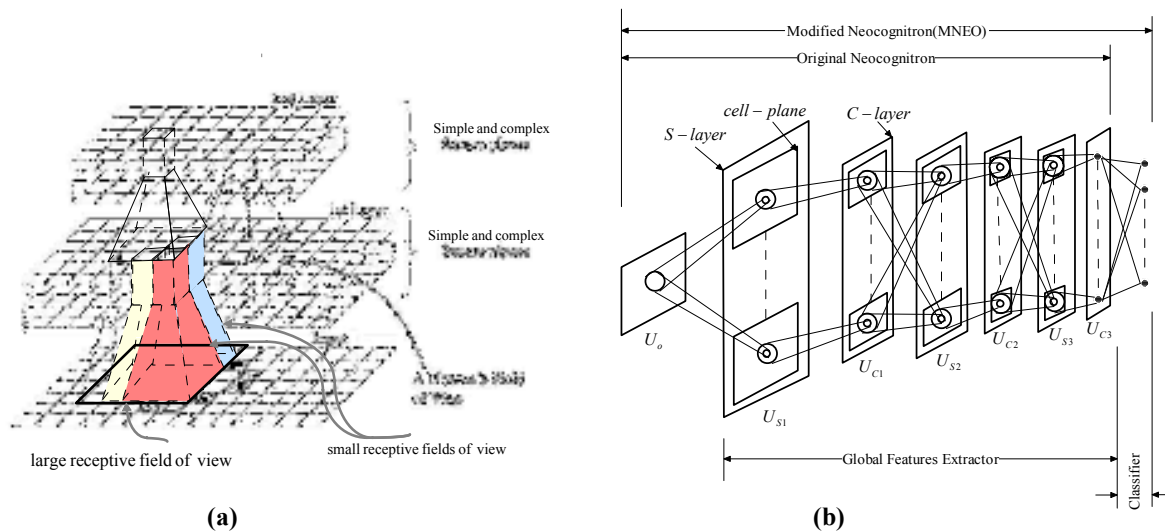 Simple and complex
Simple and complex
large receptive field of view
small receptive fields of view
(a)
Modified Neocognitron(MNEO)
Original Neocognitron
S - layer
cell - plane
C - layer
U_o
U_S1
U_C1
U_S2
U_C2
U_S3
U_C3
Global Features Extractor
Classifier
(b)